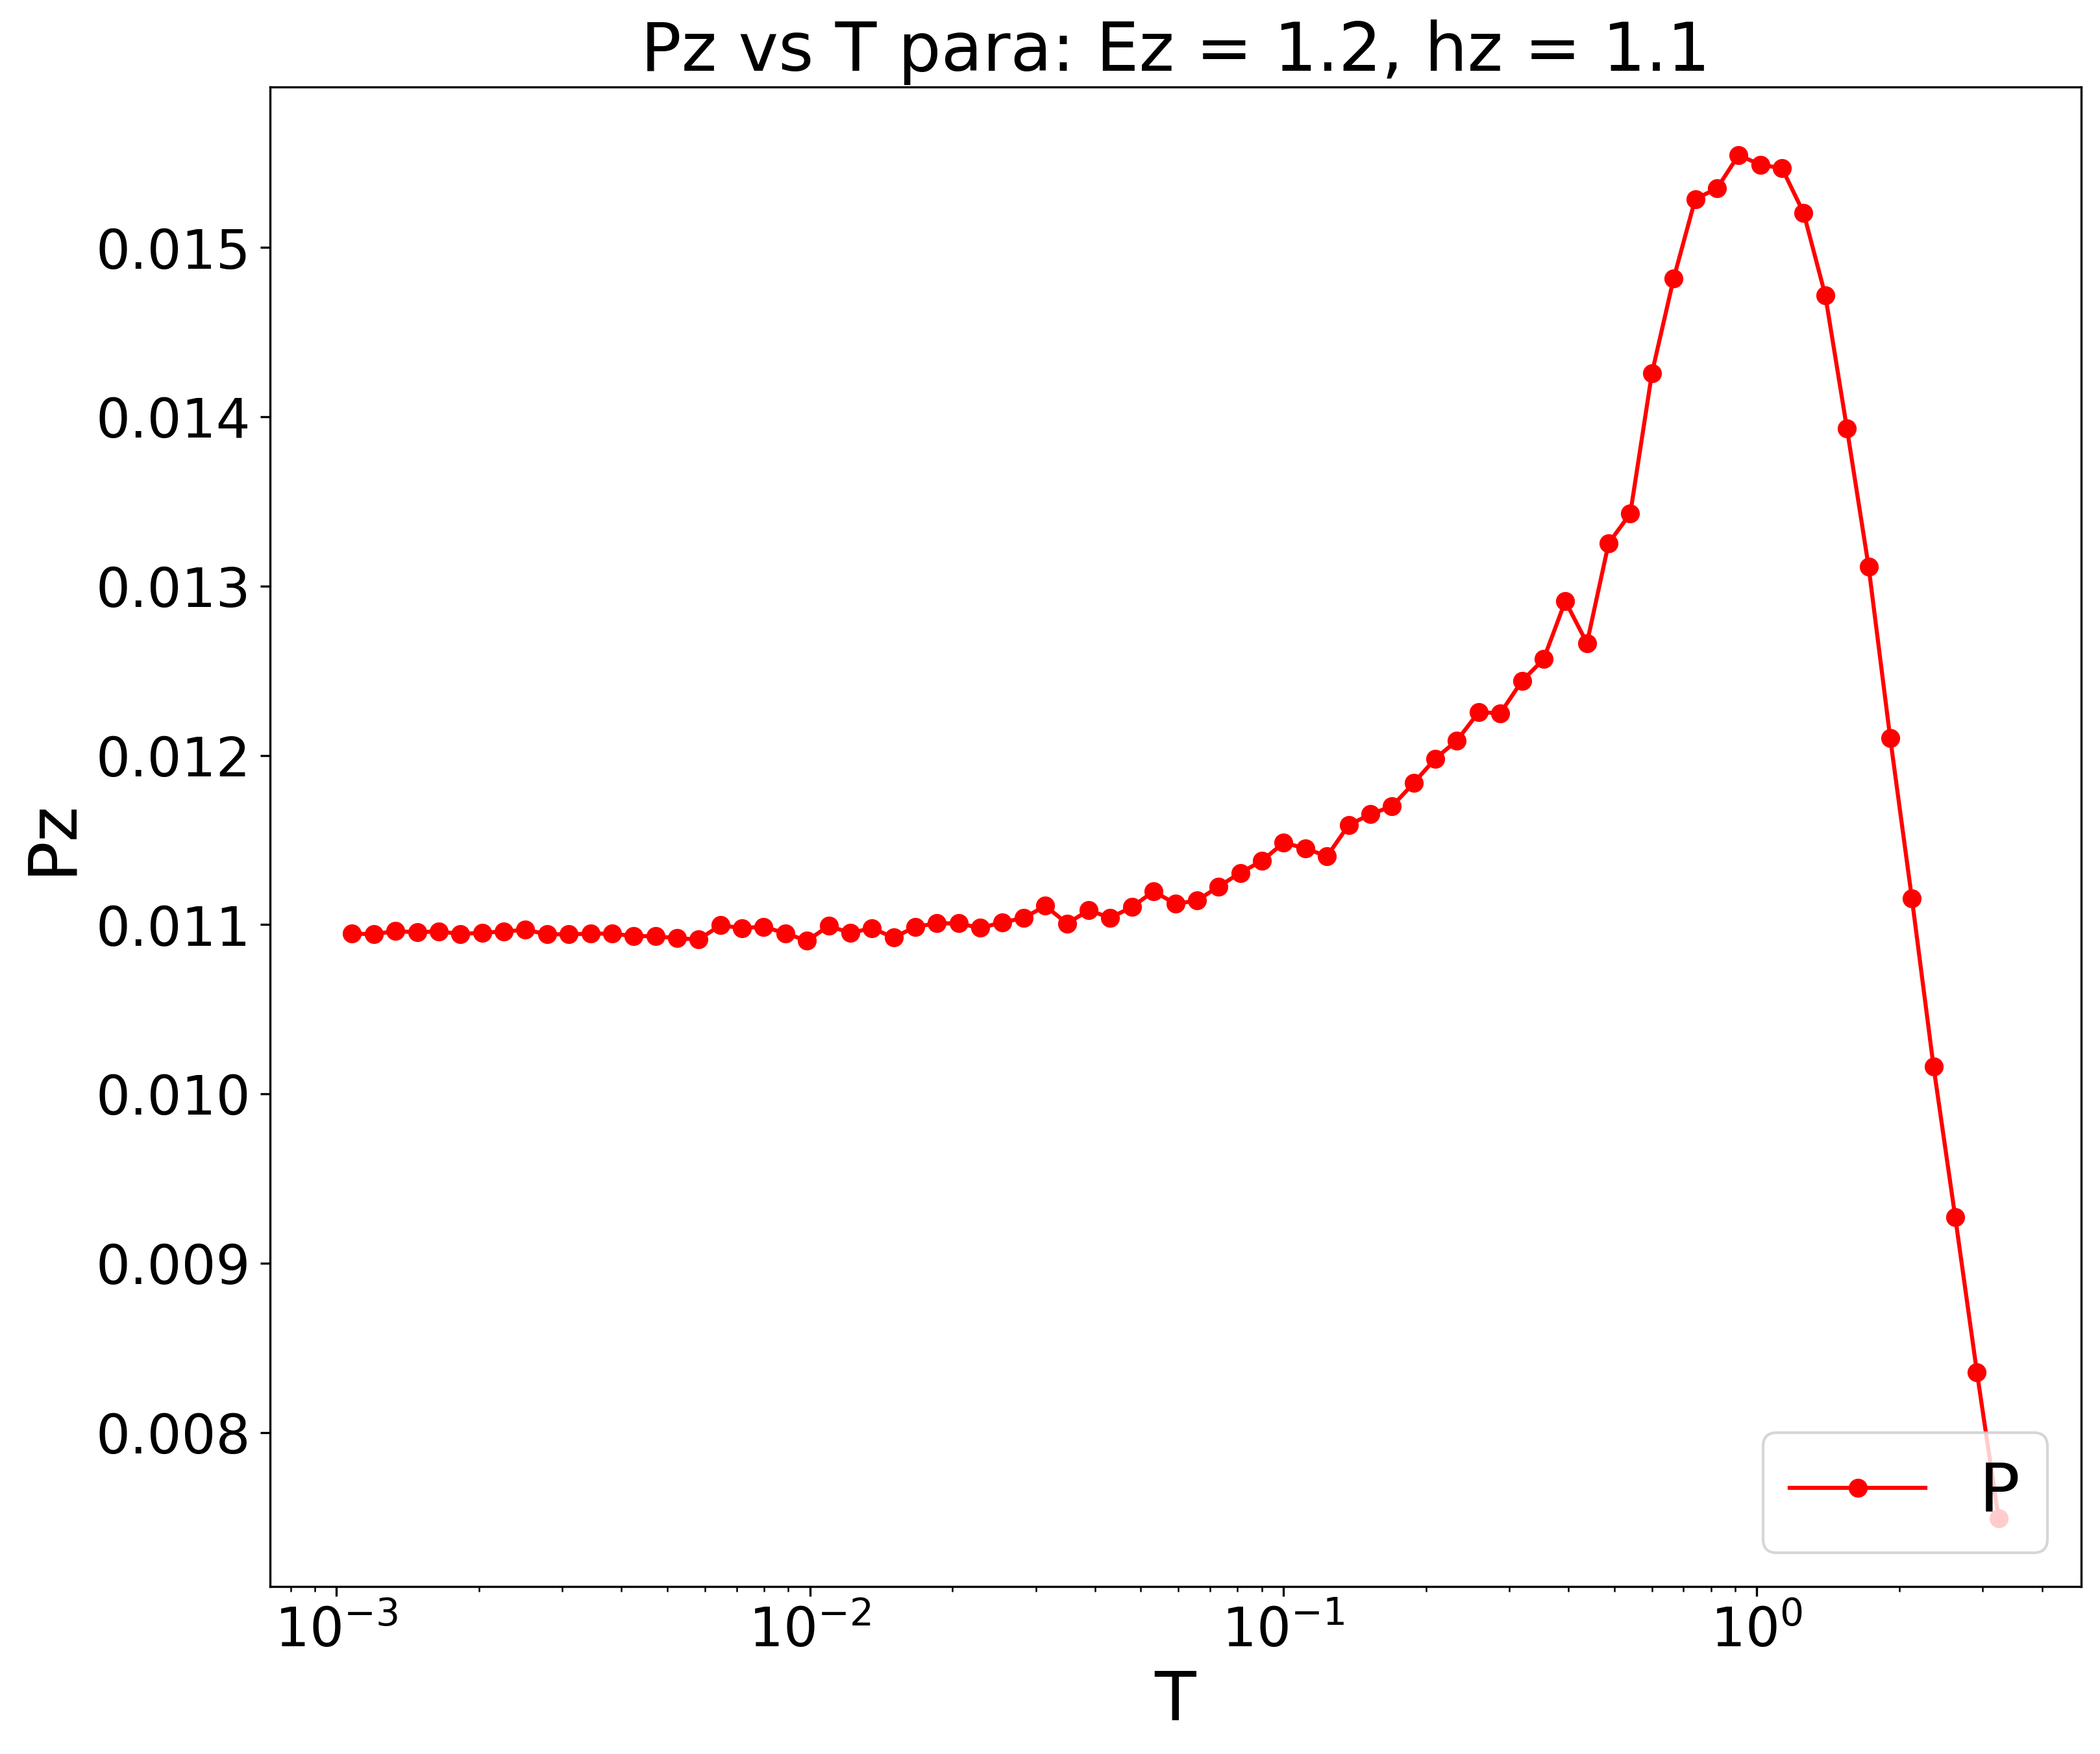 Pz vs T para: Ez = 1.2, hz = 1.1
0.015
0.014
0.013
0.012
0.011
0.010
0.009
0.008
Pz
P
10⁻³ 10⁻² 10⁻¹ 10⁰
T